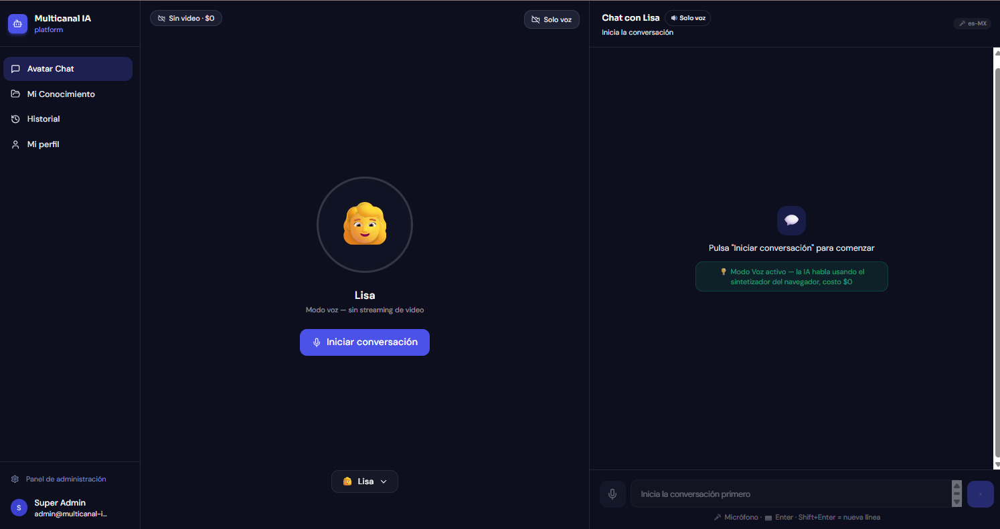 Multicanal IA
platform
Avatar Chat
Mi Conocimiento
Historial
Mi perfil
Panel de administración
S
Super Admin
admin@multicanal-i...
Sin video · $0
Solo voz
Lisa
Modo voz — sin streaming de video
Iniciar conversación
Lisa
Chat con Lisa
Solo voz
Inicia la conversación
es-MX
Pulsa "Iniciar conversación" para comenzar
Modo Voz activo — la IA habla usando el
sintetizador del navegador, costo $0
Inicia la conversación primero
Micrófono · Enter · Shift+Enter = nueva línea